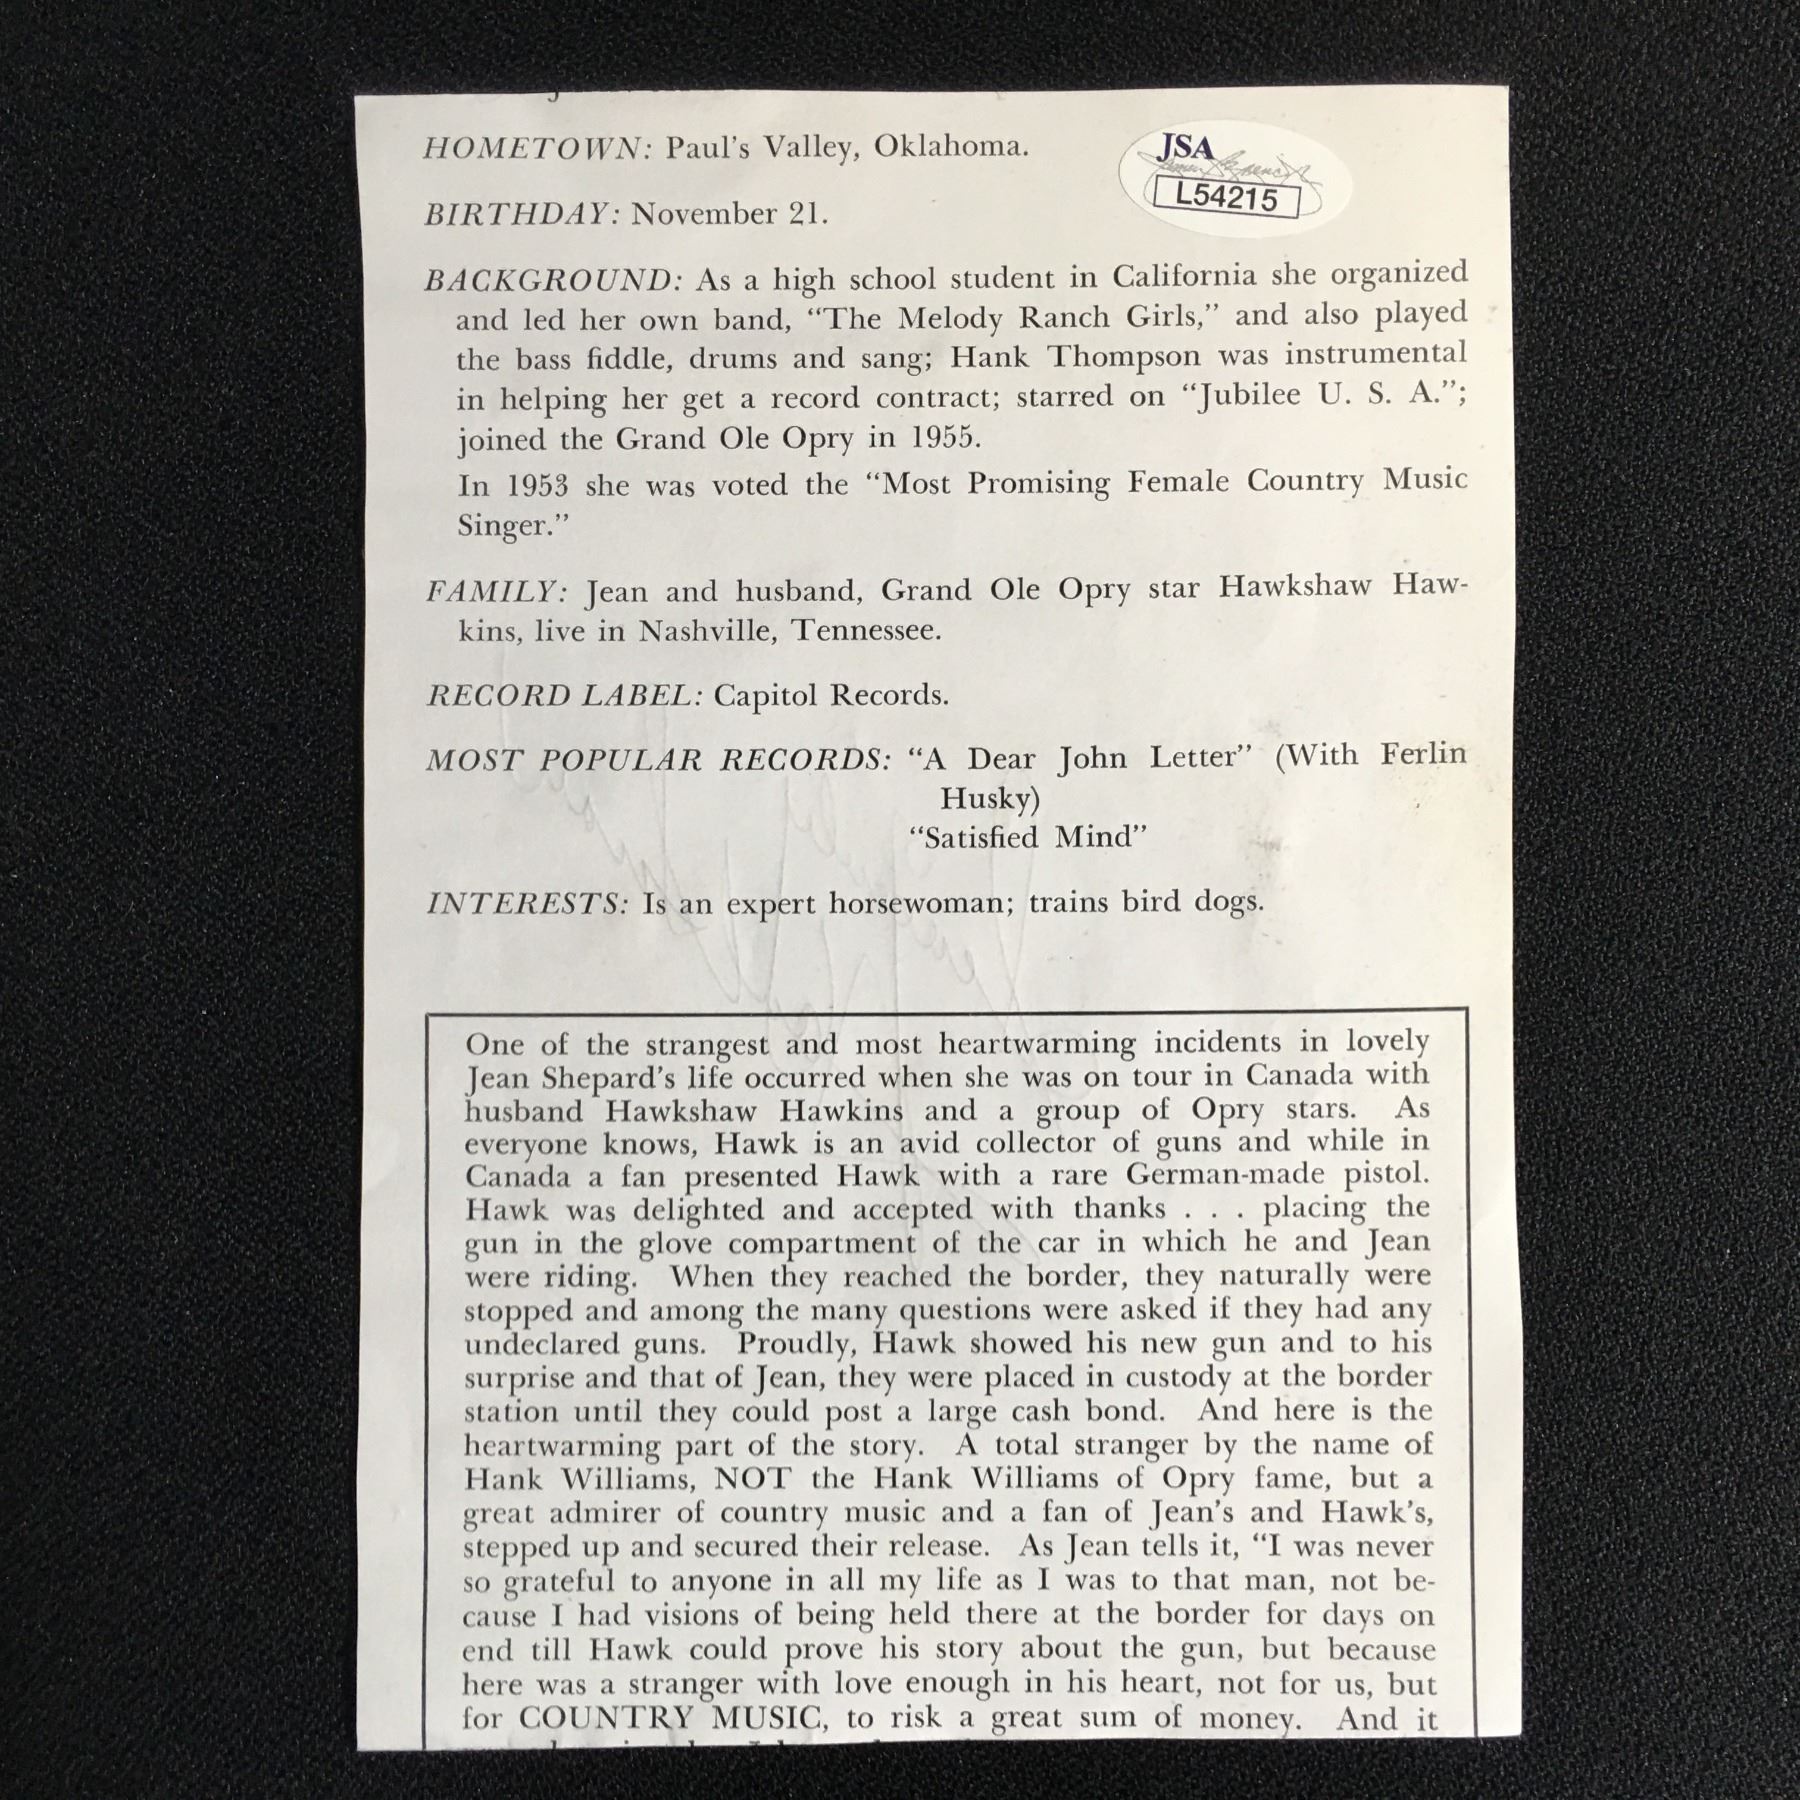 HOMETOWN: Paul's Valley, Oklahoma.
JSA
L54215
BIRTHDAY: November 21.
BACKGROUND: As a high school student in California she organized
and led her own band, “The Melody Ranch Girls,” and also played
the bass fiddle, drums and sang; Hank Thompson was instrumental
in helping her get a record contract; starred on “Jubilee U. S. A.”;
joined the Grand Ole Opry in 1955.
In 1953 she was voted the “Most Promising Female Country Music
Singer.”
FAMILY: Jean and husband, Grand Ole Opry star Hawkshaw Haw-
kins, live in Nashville, Tennessee.
RECORD LABEL: Capitol Records.
MOST POPULAR RECORDS: “A Dear John Letter” (With Ferlin
Husky)
“Satisfied Mind”
INTERESTS: Is an expert horsewoman; trains bird dogs.
One of the strangest and most heartwarming incidents in lovely
Jean Shepard's life occurred when she was on tour in Canada with
husband Hawkshaw Hawkins and a group of Opry stars. As
everyone knows, Hawk is an avid collector of guns and while in
Canada a fan presented Hawk with a rare German-made pistol.
Hawk was delighted and accepted with thanks . . . placing the
gun in the glove compartment of the car in which he and Jean
were riding. When they reached the border, they naturally were
stopped and among the many questions were asked if they had any
undeclared guns. Proudly, Hawk showed his new gun and to his
surprise and that of Jean, they were placed in custody at the border
station until they could post a large cash bond. And here is the
heartwarming part of the story. A total stranger by the name of
Hank Williams, NOT the Hank Williams of Opry fame, but a
great admirer of country music and a fan of Jean's and Hawk's,
stepped up and secured their release. As Jean tells it, “I was never
so grateful to anyone in all my life as I was to that man, not be-
cause I had visions of being held there at the border for days on
end till Hawk could prove his story about the gun, but because
here was a stranger with love enough in his heart, not for us, but
for COUNTRY MUSIC, to risk a great sum of money. And it